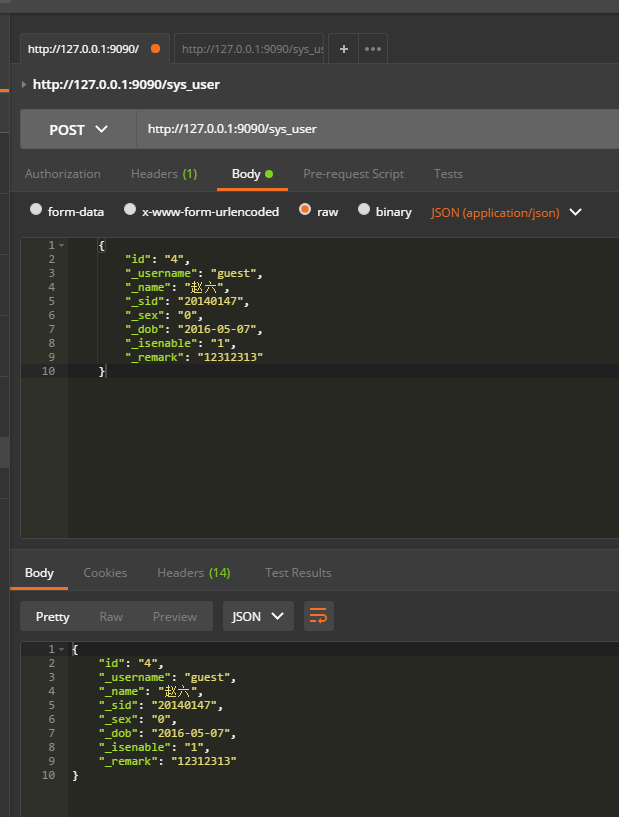 http://127.0.0.1:9090/ http://127.0.0.1:9090/sys_us + •••
http://127.0.0.1:9090/sys_user
POST http://127.0.0.1:9090/sys_user
Authorization Headers (1) Body Pre-request Script Tests
form-data x-www-form-urlencoded raw binary JSON (application/json)
1 {
2 "id": "4",
3 "_username": "guest",
4 "_name": "赵六",
5 "_sid": "20140147",
6 "_sex": "0",
7 "_dob": "2016-05-07",
8 "_isenable": "1",
9 "_remark": "12312313"
10 }
Body Cookies Headers (14) Test Results
Pretty Raw Preview JSON
1 {
2 "id": "4",
3 "_username": "guest",
4 "_name": "赵六",
5 "_sid": "20140147",
6 "_sex": "0",
7 "_dob": "2016-05-07",
8 "_isenable": "1",
9 "_remark": "12312313"
10 }